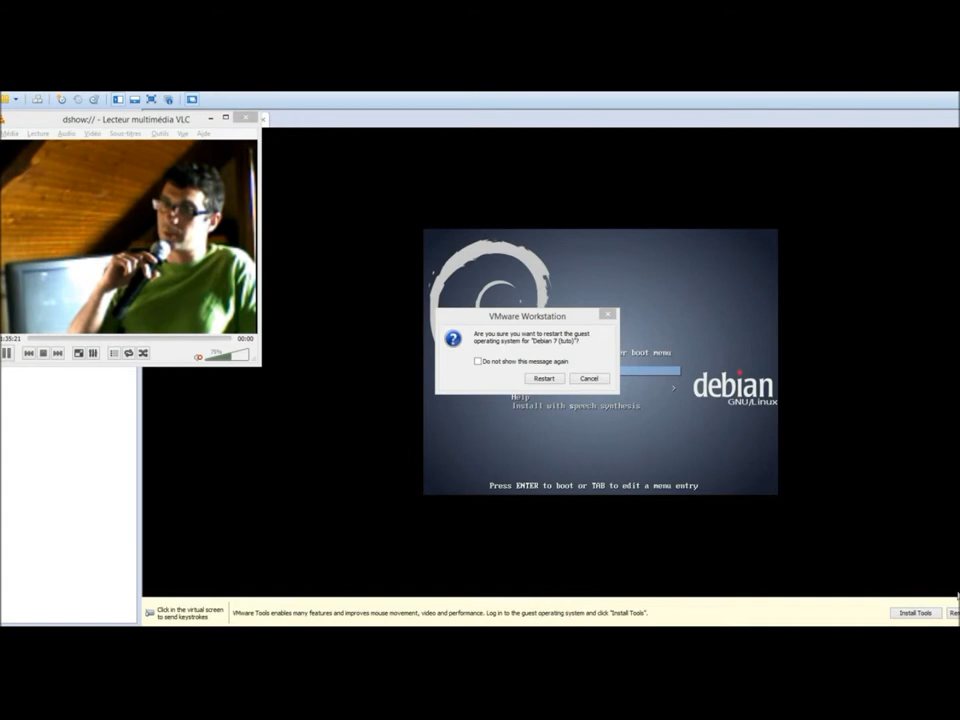 dshow:// - Lecteur multimédia VLC
Média Lecture Audio Vidéo Sous-titres Outils Vue Aide
1:35:21
00:00
75%
VMware Workstation
Are you sure you want to restart the guest
operating system for "Debian 7 (tuto)"?
Do not show this message again
Restart Cancel
er boot menu
>
Help
Install with speech synthesis
debian
GNU/Linux
Press ENTER to boot or TAB to edit a menu entry
Click in the virtual screen
to send keystrokes
VMware Tools enables many features and improves mouse movement, video and performance. Log in to the guest operating system and click "Install Tools".
Install Tools